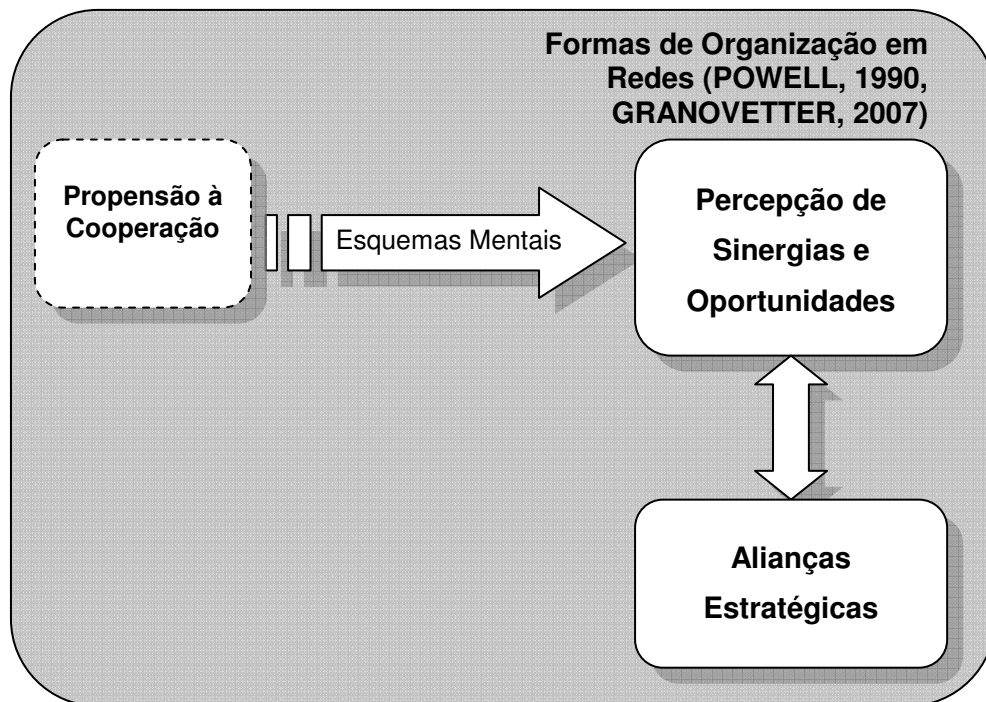 Formas de Organização em
Redes (POWELL, 1990,
GRANOVETTER, 2007)
Propensão à
Cooperação
Esquemas Mentais
Percepção de
Sinergias e
Oportunidades
Alianças
Estratégicas